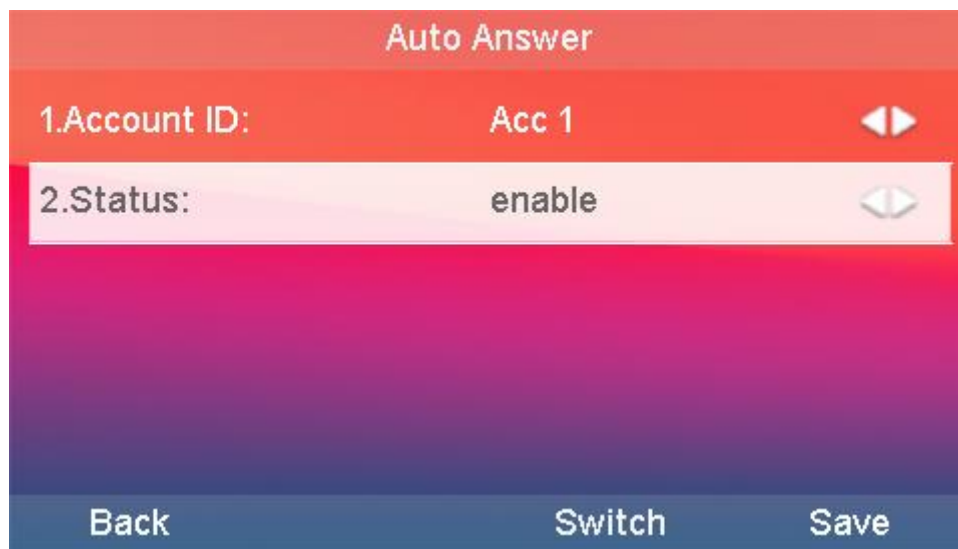 Auto Answer
1.Account ID: Acc 1
2.Status: enable
Back Switch Save